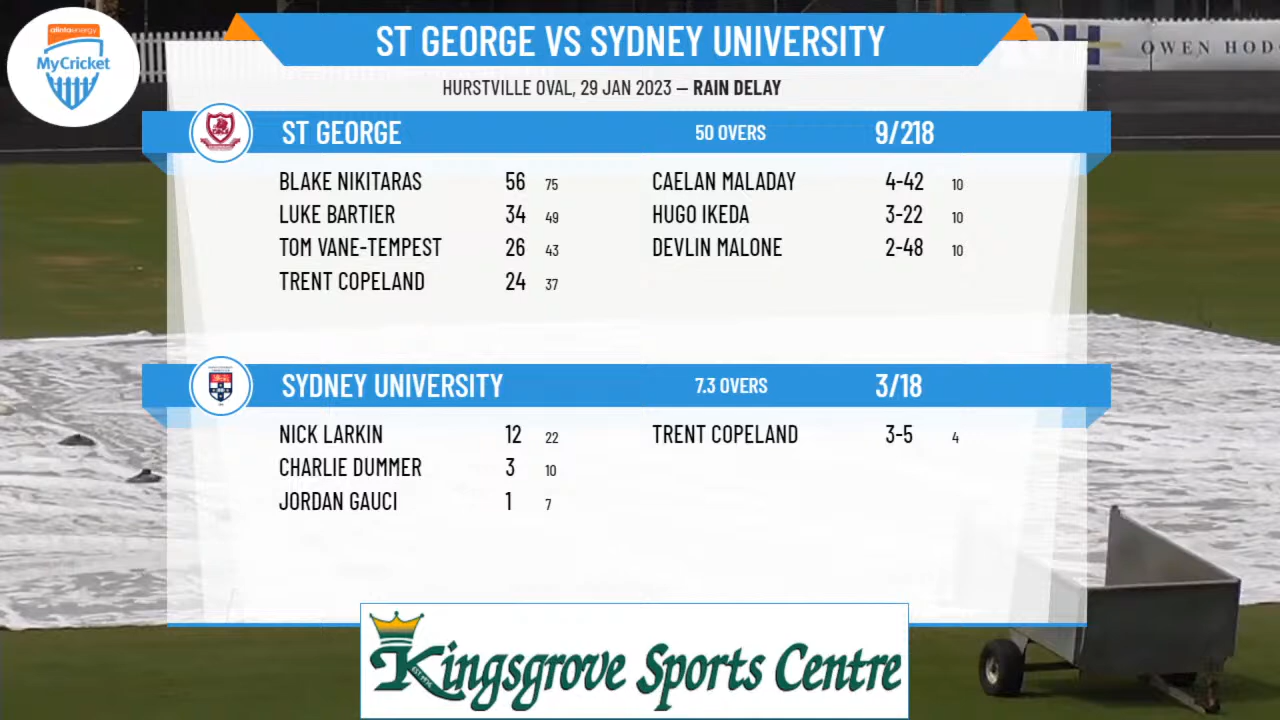 alintaenergy
MyCricket
ST GEORGE VS SYDNEY UNIVERSITY
OWEN HOD
HURSTVILLE OVAL, 29 JAN 2023 – RAIN DELAY
ST GEORGE 50 OVERS 9/218
BLAKE NIKITARAS 56 75 CAELAN MALADAY 4-42 10
LUKE BARTIER 34 49 HUGO IKEDA 3-22 10
TOM VANE-TEMPEST 26 43 DEVLIN MALONE 2-48 10
TRENT COPELAND 24 37
SYDNEY UNIVERSITY 7.3 OVERS 3/18
NICK LARKIN 12 22 TRENT COPELAND 3-5 4
CHARLIE DUMMER 3 10
JORDAN GAUCI 1 7
Kingsgrove Sports Centre